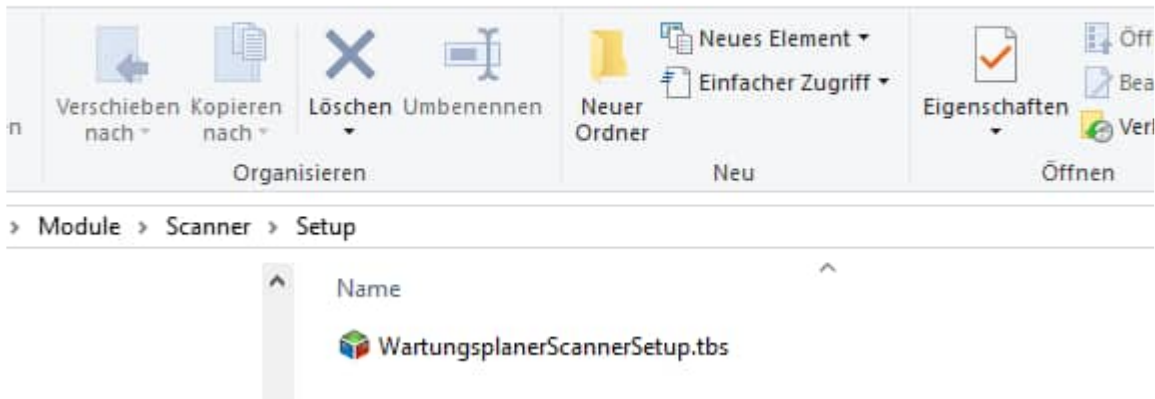 Neues Element
Einfacher Zugriff
Verschieben nach
Kopieren nach
Löschen
Umbenennen
Neuer Ordner
Eigenschaften
Organisieren
Neu
Öffnen
> Module > Scanner > Setup
Name
WartungsplanerScannerSetup.tbs